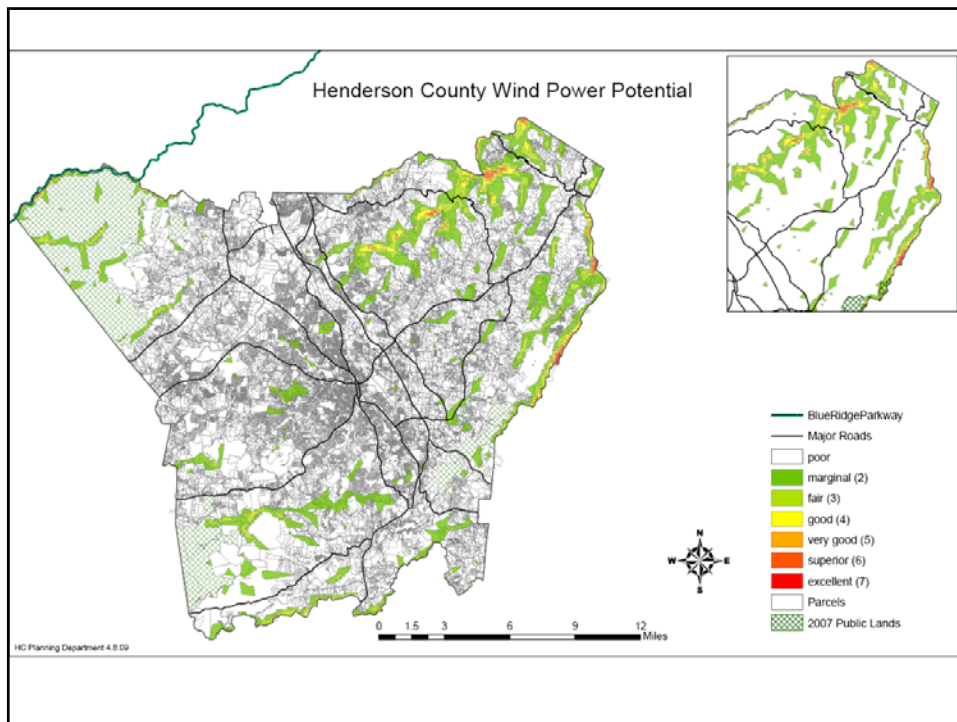 Henderson County Wind Power Potential
BlueRidgeParkway
Major Roads
poor
marginal (2)
fair (3)
good (4)
very good (5)
superior (6)
excellent (7)
Parcels
2007 Public Lands
N
W E
S
0 1.5 3 6 9 12
Miles
HC Planning Department 4.8.09